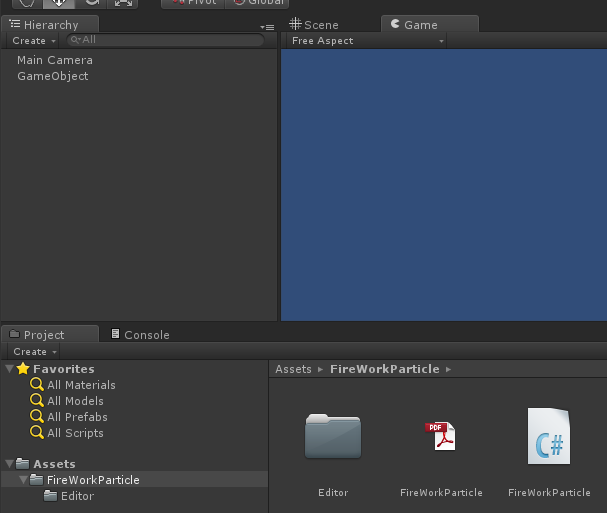 Pivot Global
Hierarchy
Scene
Game
Create
All
Free Aspect
Main Camera
GameObject
Project
Console
Create
Favorites
All Materials
All Models
All Prefabs
All Scripts
Assets
FireWorkParticle
Editor
Assets ▸ FireWorkParticle ▸
PDF
C#
Editor
FireWorkParticle
FireWorkParticle